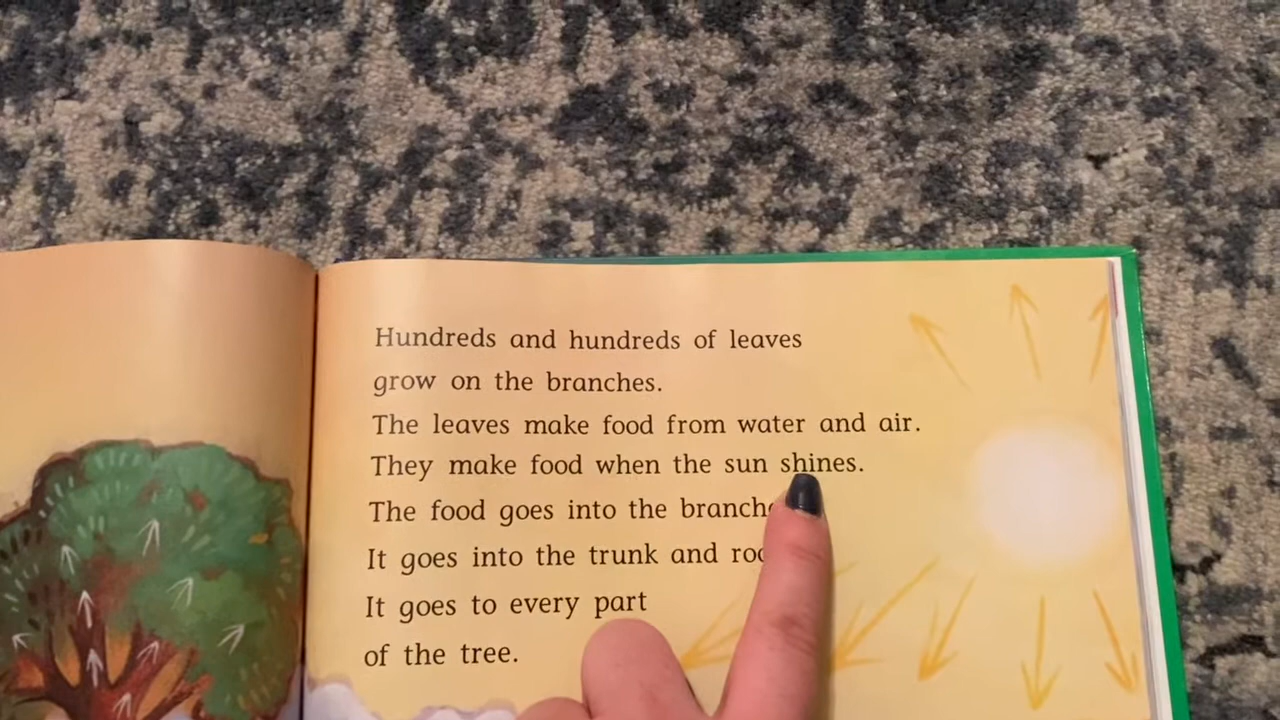 Hundreds and hundreds of leaves
grow on the branches.
The leaves make food from water and air.
They make food when the sun shines.
The food goes into the
It goes into the trunk and
It goes to every part
of the tree.